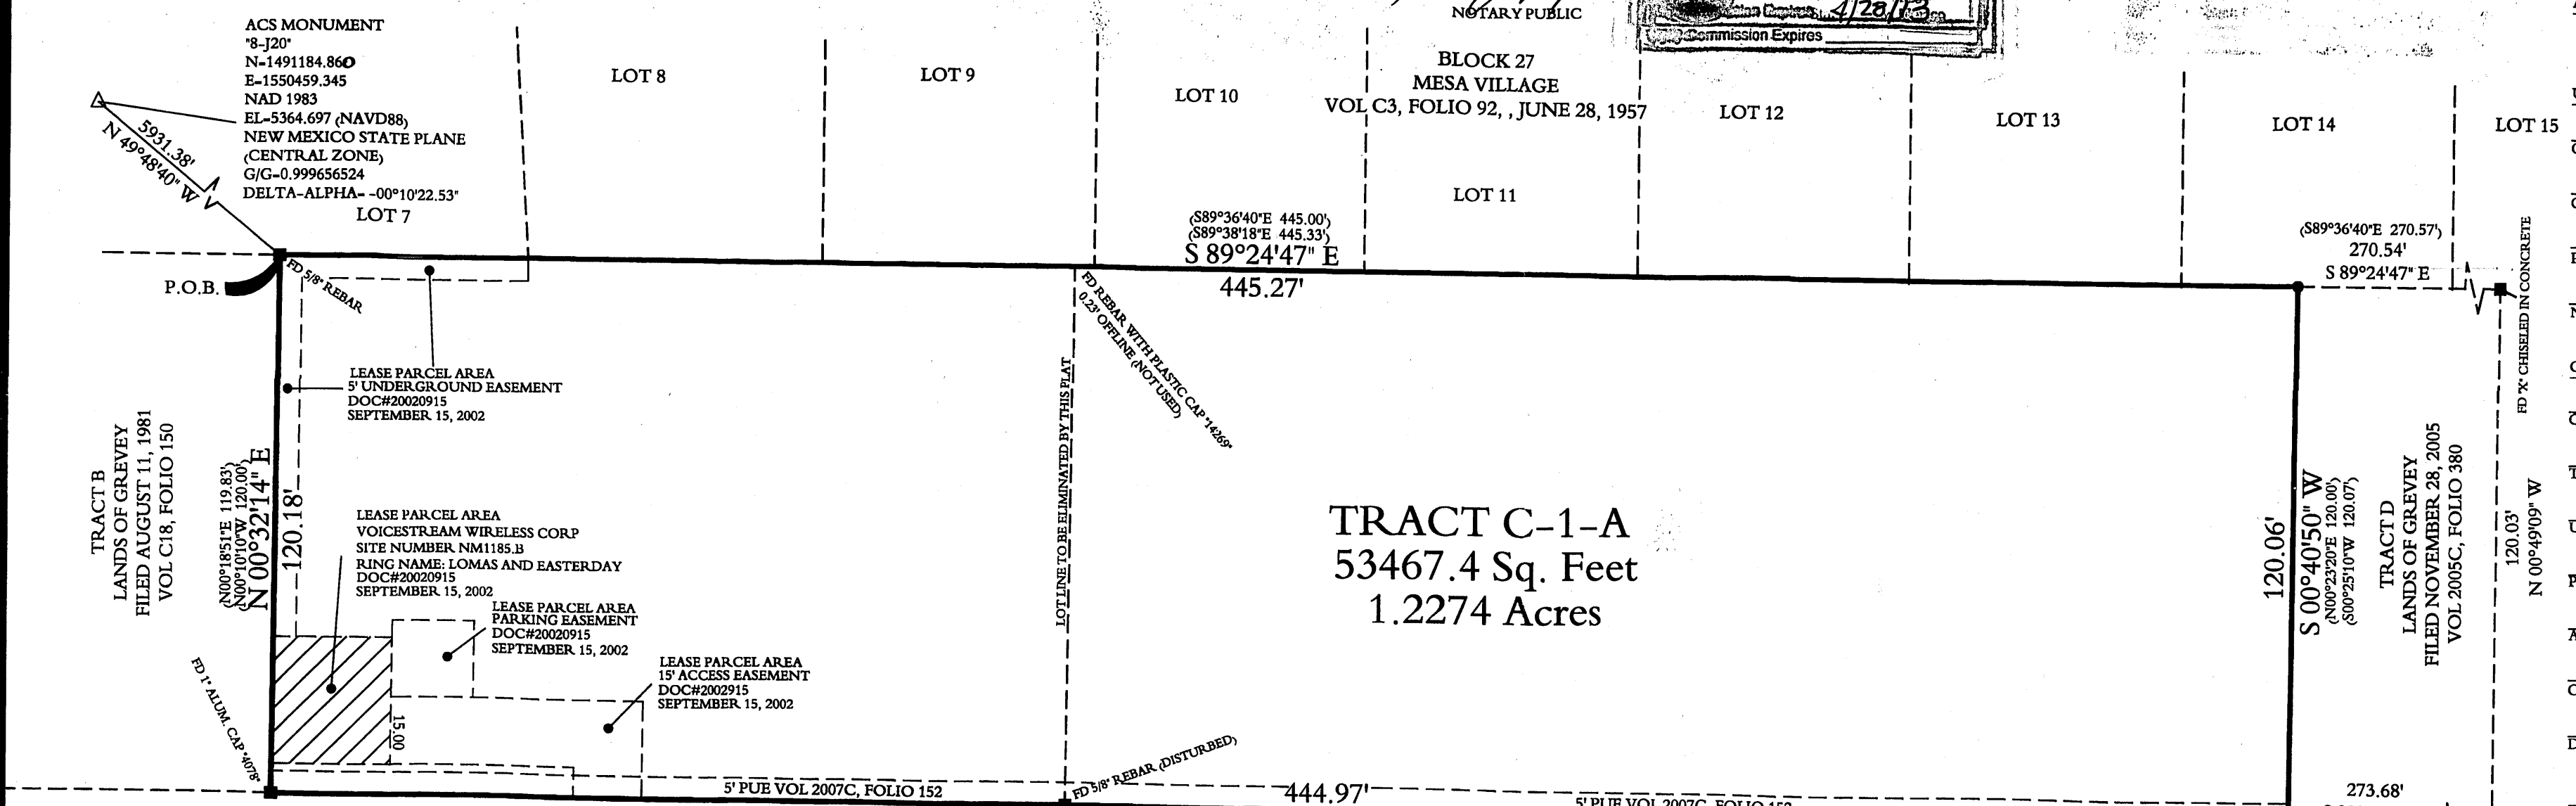 NOTARY PUBLIC
4/28/13
Commission Expires
ACS MONUMENT
"8-J20"
N=1491184.860
E=1550459.345
NAD 1983
EL=5364.697 (NAVD88)
NEW MEXICO STATE PLANE
(CENTRAL ZONE)
G/G=0.999656524
DELTA-ALPHA= -00°10'22.53"
5931.38'
N 49°48'40" W
LOT 7
LOT 8
LOT 9
LOT 10
BLOCK 27
MESA VILLAGE
VOL C3, FOLIO 92, , JUNE 28, 1957
LOT 11
LOT 12
LOT 13
LOT 14
LOT 15
(S89°36'40"E 445.00')
(S89°38'18"E 445.33')
S 89°24'47" E
445.27'
(S89°36'40"E 270.57')
270.54'
S 89°24'47" E
FD "X" CHISELED IN CONCRETE
P.O.B.
FD 5/8" REBAR
FD REBAR WITH PLASTIC CAP "14269"
0.23' OFFLINE (NOT USED)
LEASE PARCEL AREA
5' UNDERGROUND EASEMENT
DOC#20020915
SEPTEMBER 15, 2002
LOT LINE TO BE ELIMINATED BY THIS PLAT
TRACT B
LANDS OF GREVEY
FILED AUGUST 11, 1981
VOL C18, FOLIO 150
(N00°18'51"E 119.83')
(N00°10'10"W 120.00')
N 00°32'14" E
120.18'
LEASE PARCEL AREA
VOICESTREAM WIRELESS CORP
SITE NUMBER NM1185.B
RING NAME: LOMAS AND EASTERDAY
DOC#20020915
SEPTEMBER 15, 2002
LEASE PARCEL AREA
PARKING EASEMENT
DOC#20020915
SEPTEMBER 15, 2002
LEASE PARCEL AREA
15' ACCESS EASEMENT
DOC#2002915
SEPTEMBER 15, 2002
15.00
TRACT C-1-A
53467.4 Sq. Feet
1.2274 Acres
120.06'
S 00°40'50" W
(N00°23'20"E 120.00')
(S00°25'10"W 120.07')
TRACT D
LANDS OF GREVEY
FILED NOVEMBER 28, 2005
VOL 2005C, FOLIO 380
120.03'
N 00°49'09" W
FD 1" ALUM. CAP "4078"
FD 5/8" REBAR (DISTURBED)
5' PUE VOL 2007C, FOLIO 152
444.97'
5' PUE VOL 2007C, FOLIO 152
273.68'